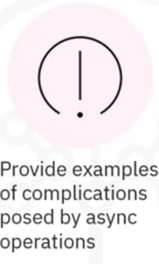 Provide examples
of complications
posed by async
operations